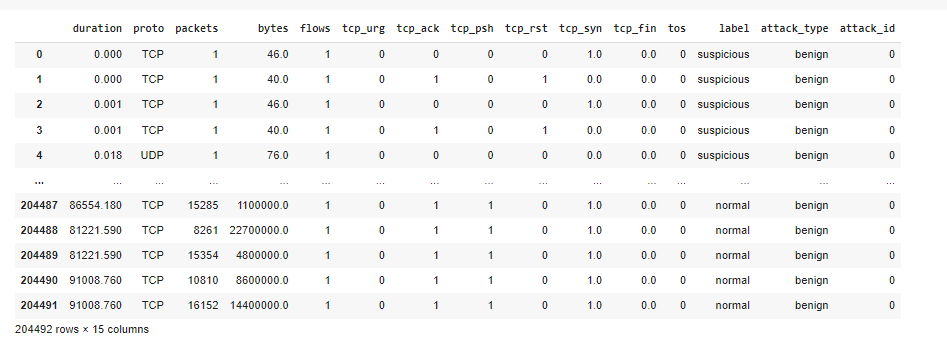 duration proto packets bytes flows tcp_urg tcp_ack tcp_psh tcp_rst tcp_syn tcp_fin tos label attack_type attack_id
0 0.000 TCP 1 46.0 1 0 0 0 0 1.0 0.0 0 suspicious benign 0
1 0.000 TCP 1 40.0 1 0 1 0 1 0.0 0.0 0 suspicious benign 0
2 0.001 TCP 1 46.0 1 0 0 0 0 1.0 0.0 0 suspicious benign 0
3 0.001 TCP 1 40.0 1 0 1 0 1 0.0 0.0 0 suspicious benign 0
4 0.018 UDP 1 76.0 1 0 0 0 0 0.0 0.0 0 suspicious benign 0
... ... ... ... ... ... ... ... ... ... ... ... ... ... ... ...
204487 86554.180 TCP 15285 1100000.0 1 0 1 1 0 1.0 0.0 0 normal benign 0
204488 81221.590 TCP 8261 22700000.0 1 0 1 1 0 1.0 0.0 0 normal benign 0
204489 81221.590 TCP 15354 4800000.0 1 0 1 1 0 1.0 0.0 0 normal benign 0
204490 91008.760 TCP 10810 8600000.0 1 0 1 1 0 1.0 0.0 0 normal benign 0
204491 91008.760 TCP 16152 14400000.0 1 0 1 1 0 1.0 0.0 0 normal benign 0
204492 rows × 15 columns